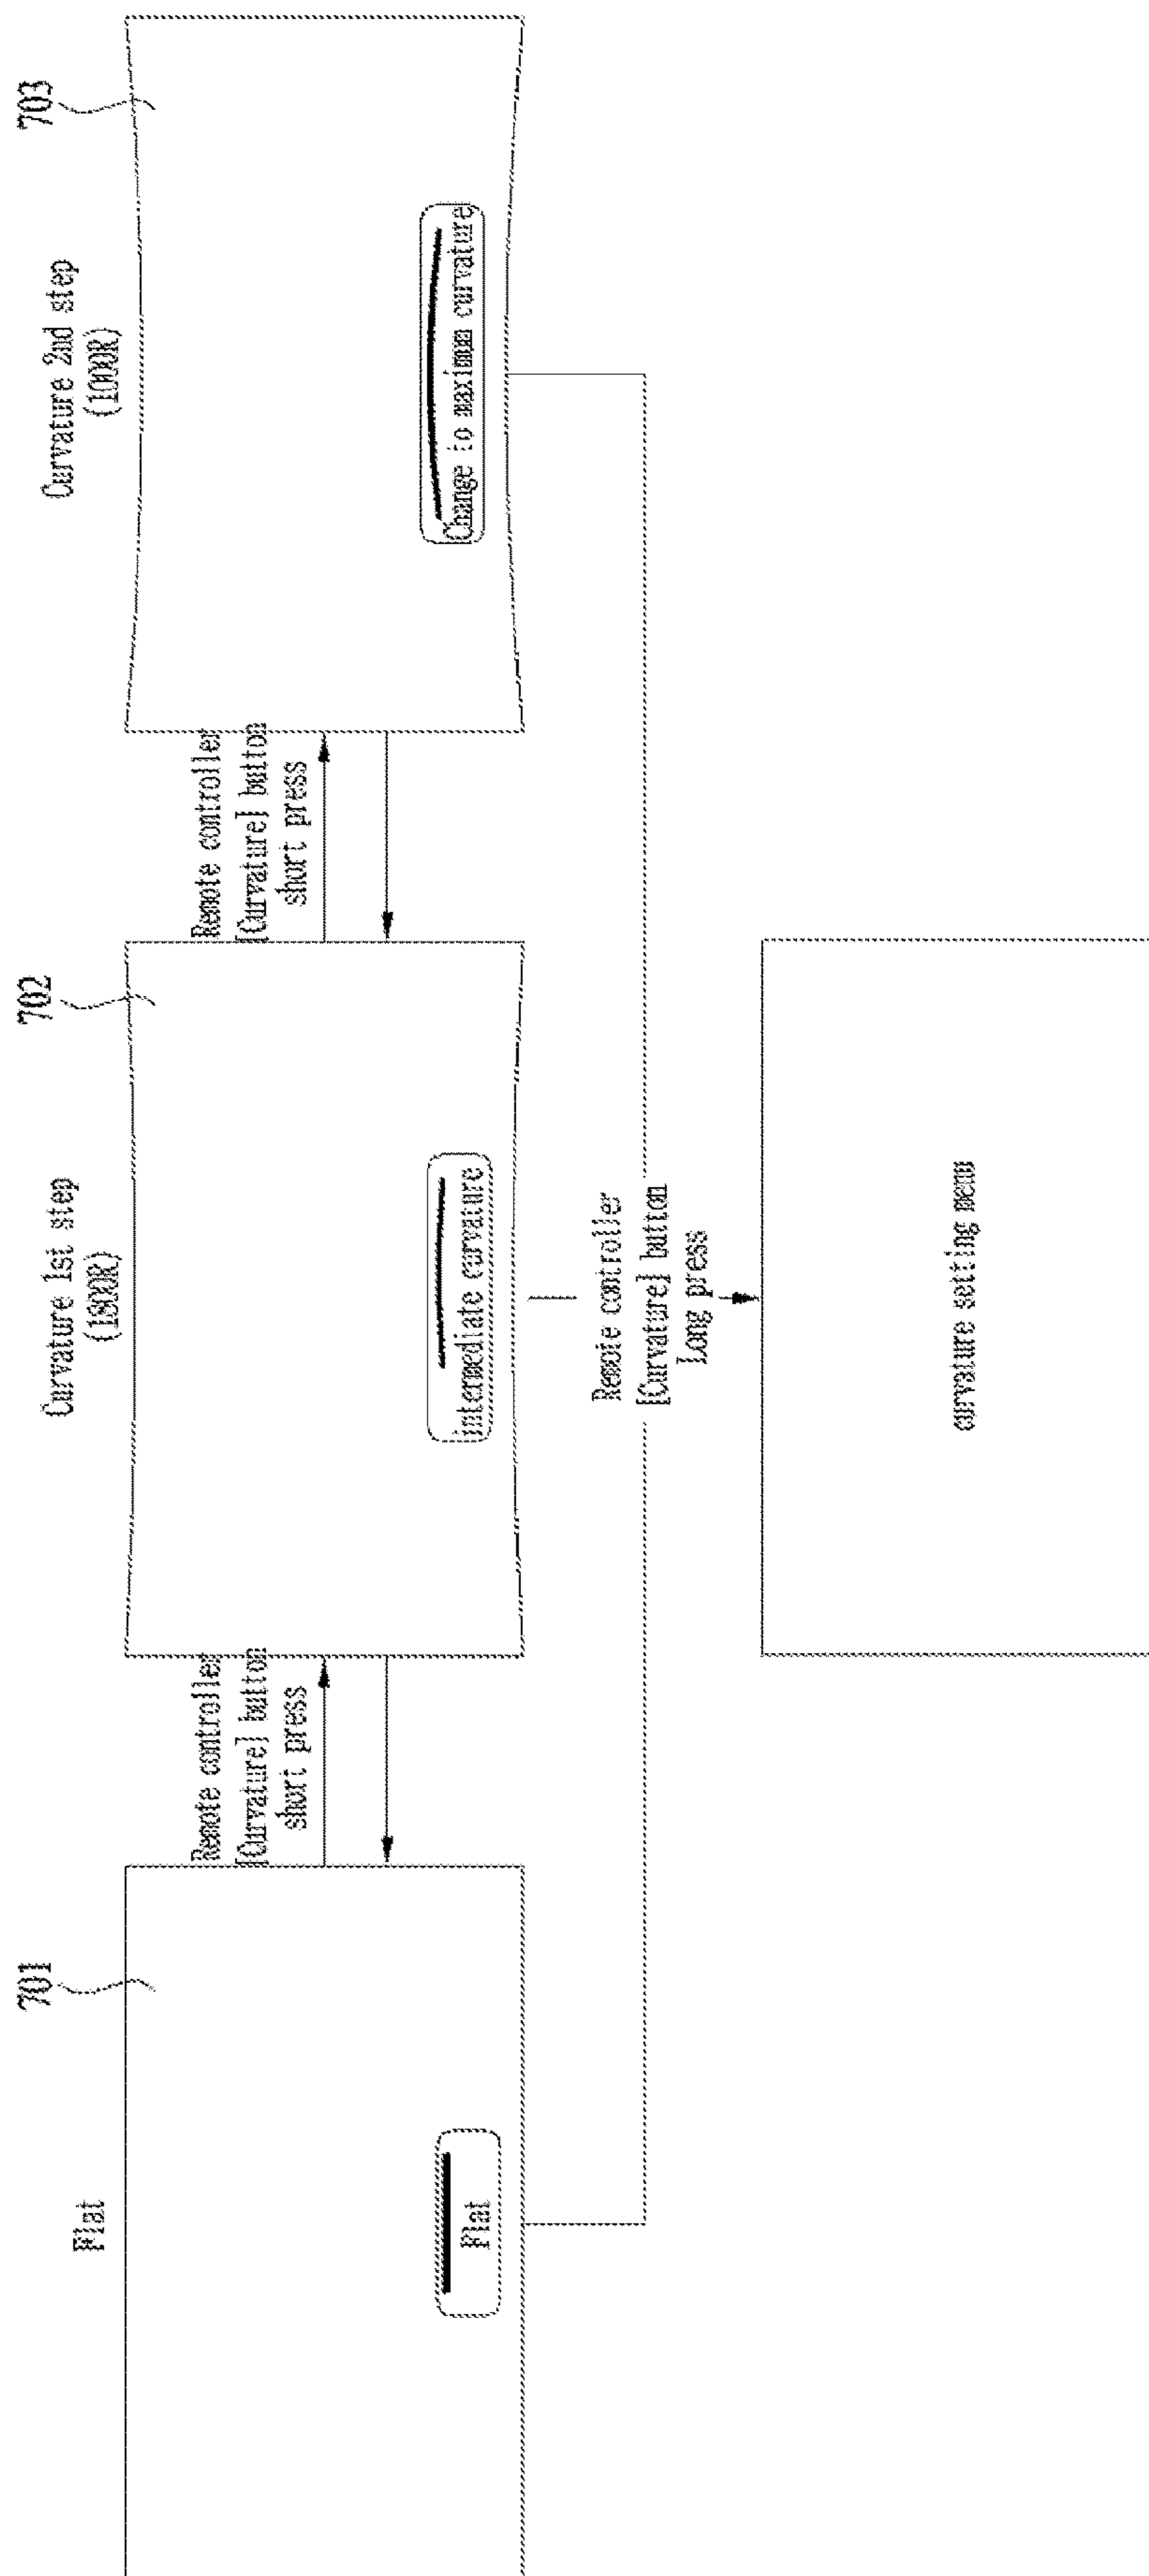 Flat
701
Flat
Remote controller
[Curvature] button
short press
Curvature 1st step
(1800R)
702
intermediate curvature
Remote controller
[Curvature] button
short press
Curvature 2nd step
(1000R)
703
Change to maximum curvature
Remote controller
[Curvature] button
Long press
curvature setting menu